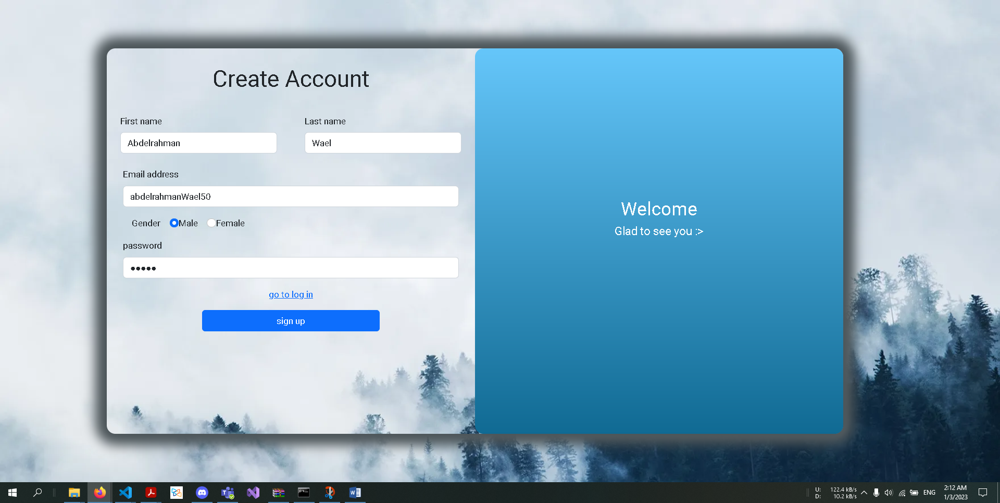 Create Account
First name
Last name
Abdelrahman
Wael
Email address
abdelrahmanWael50
Gender Male Female
password
•••••
go to log in
sign up
Welcome
Glad to see you :>
U: 122.4 kB/s
D: 10.2 kB/s
ENG
2:12 AM
1/3/2023